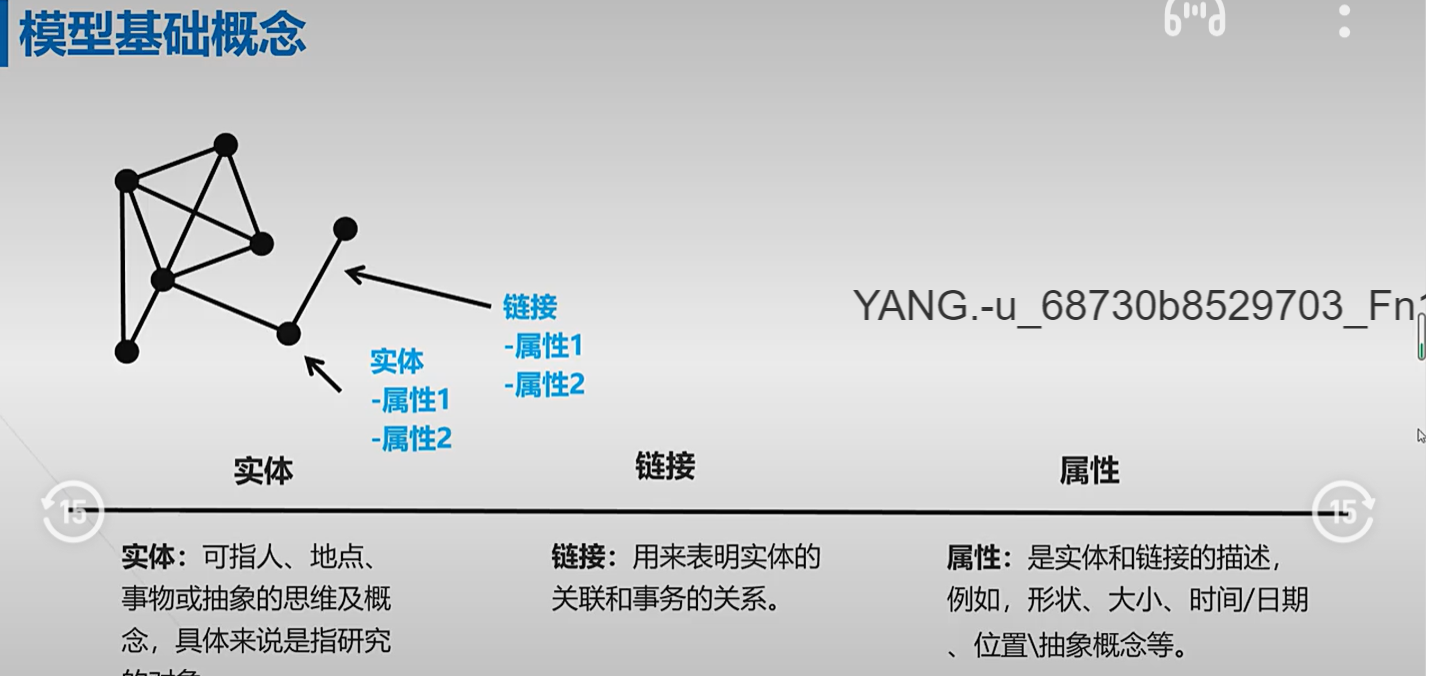 模型基础概念
链接
-属性1
-属性2
YANG.-u_68730b8529703_Fn
实体
-属性1
-属性2
实体
链接
属性
15
15
实体：可指人、地点、
事物或抽象的思维及概
念，具体来说是指研究
链接：用来表明实体的
关联和事务的关系。
属性：是实体和链接的描述，
例如，形状、大小、时间/日期
、位置\抽象概念等。